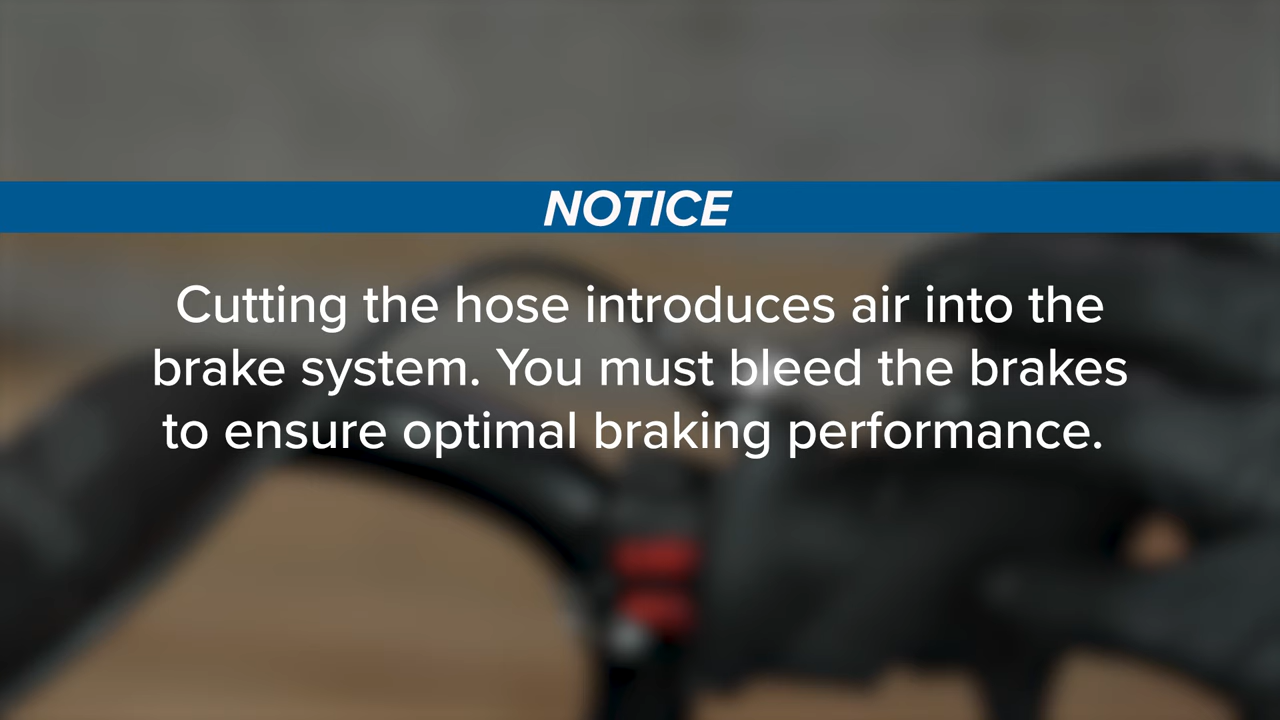 NOTICE
Cutting the hose introduces air into the
brake system. You must bleed the brakes
to ensure optimal braking performance.